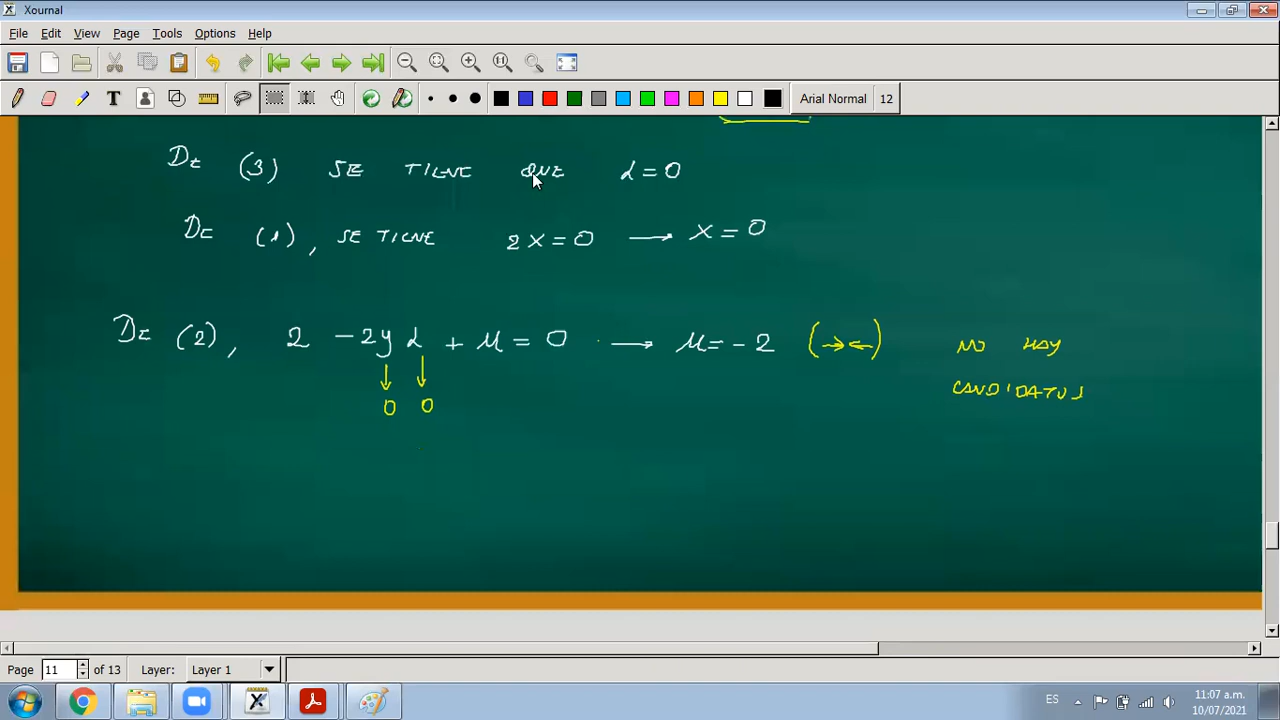 Xournal
File Edit View Page Tools Options Help
T Arial Normal 12
De (3) SE TIENE QUE λ = 0
De (1), SE TIENE 2x = 0 → x = 0
De (2), 2 - 2yλ + μ = 0 → μ = - 2 (→←) NO HAY
0 0 CANDIDATOS
Page 11 of 13 Layer: Layer 1
ES 11:07 a.m.
10/07/2021